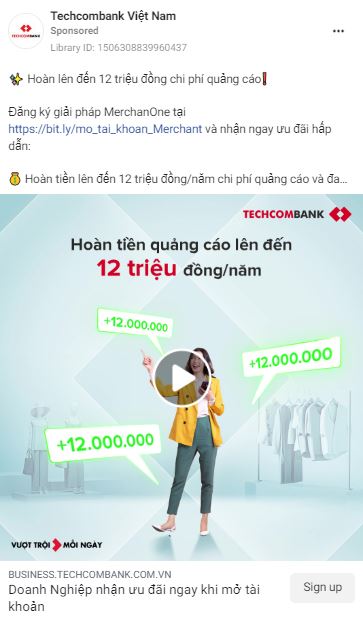 Techcombank Việt Nam
Sponsored
Library ID: 1506308839960437
✨ Hoàn lên đến 12 triệu đồng chi phí quảng cáo❗
Đăng ký giải pháp MerchanOne tại
https://bit.ly/mo_tai_khoan_Merchant và nhận ngay ưu đãi hấp
dẫn:
💰 Hoàn tiền lên đến 12 triệu đồng/năm chi phí quảng cáo và đa...
TECHCOMBANK
Hoàn tiền quảng cáo lên đến
12 triệu đồng/năm
+12.000.000
+12.000.000
+12.000.000
VƯỢT TRỘI MỖI NGÀY
BUSINESS.TECHCOMBANK.COM.VN
Doanh Nghiệp nhận ưu đãi ngay khi mở tài
khoản
Sign up